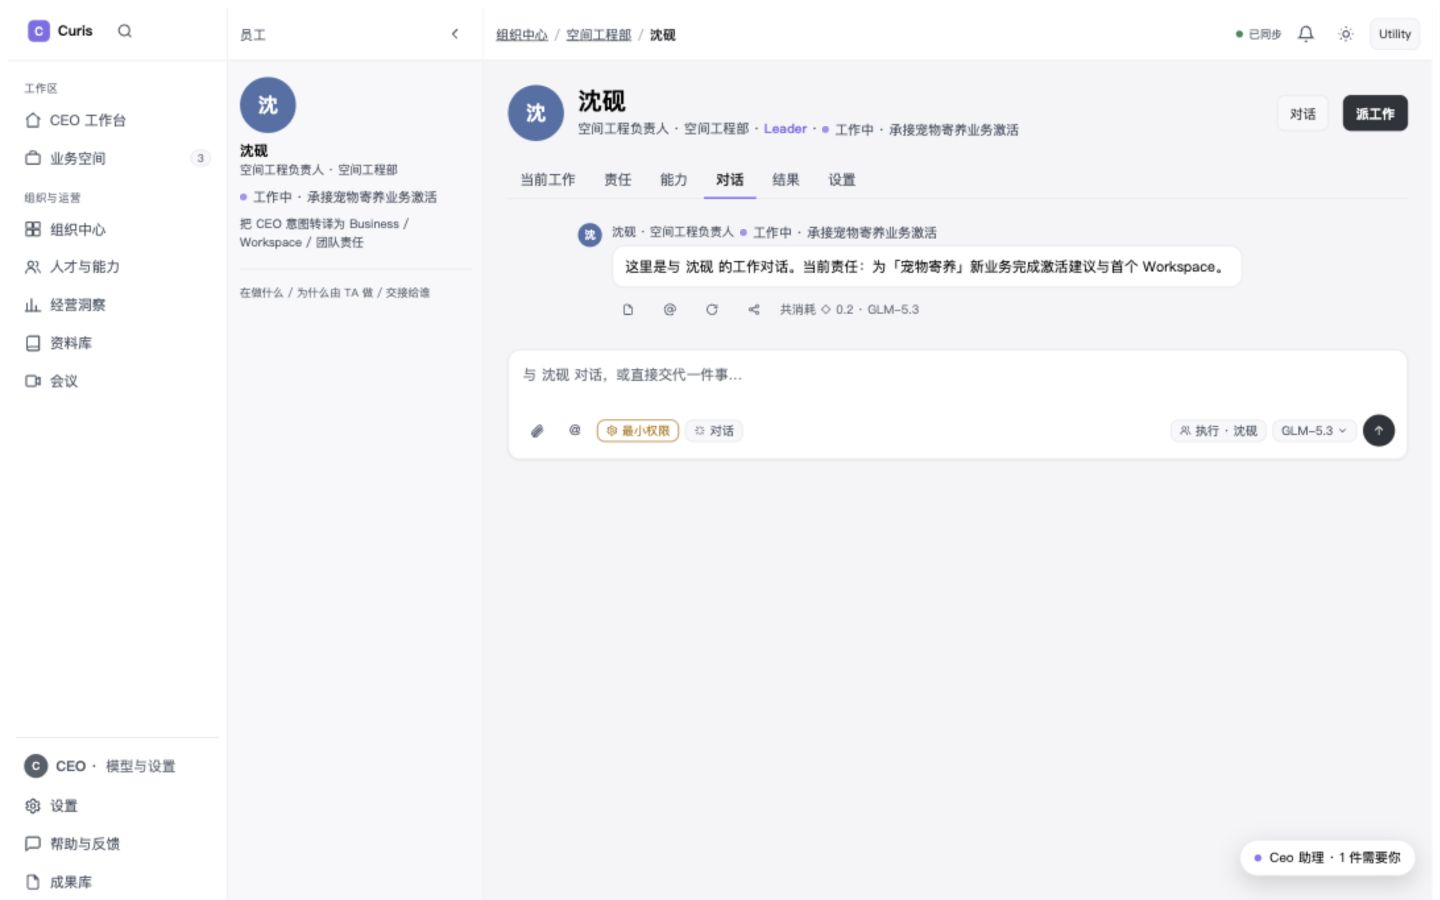 C Curis
工作区
CEO 工作台
业务空间 3
组织与运营
组织中心
人才与能力
经营洞察
资料库
会议
C CEO · 模型与设置
设置
帮助与反馈
成果库
员工
沈
沈砚
空间工程负责人 · 空间工程部
工作中 · 承接宠物寄养业务激活
把 CEO 意图转译为 Business /
Workspace / 团队责任
在做什么 / 为什么由 TA 做 / 交接给谁
组织中心 / 空间工程部 / 沈砚
已同步
Utility
沈
沈砚
空间工程负责人 · 空间工程部 · Leader · 工作中 · 承接宠物寄养业务激活
对话
派工作
当前工作 责任 能力 对话 结果 设置
沈 沈砚 · 空间工程负责人 工作中 · 承接宠物寄养业务激活
这里是与 沈砚 的工作对话。当前责任：为「宠物寄养」新业务完成激活建议与首个 Workspace。
共消耗 ◇ 0.2 · GLM-5.3
与 沈砚 对话，或直接交代一件事...
@ 最小权限 对话 执行 · 沈砚 GLM-5.3
Ceo 助理 · 1 件需要你